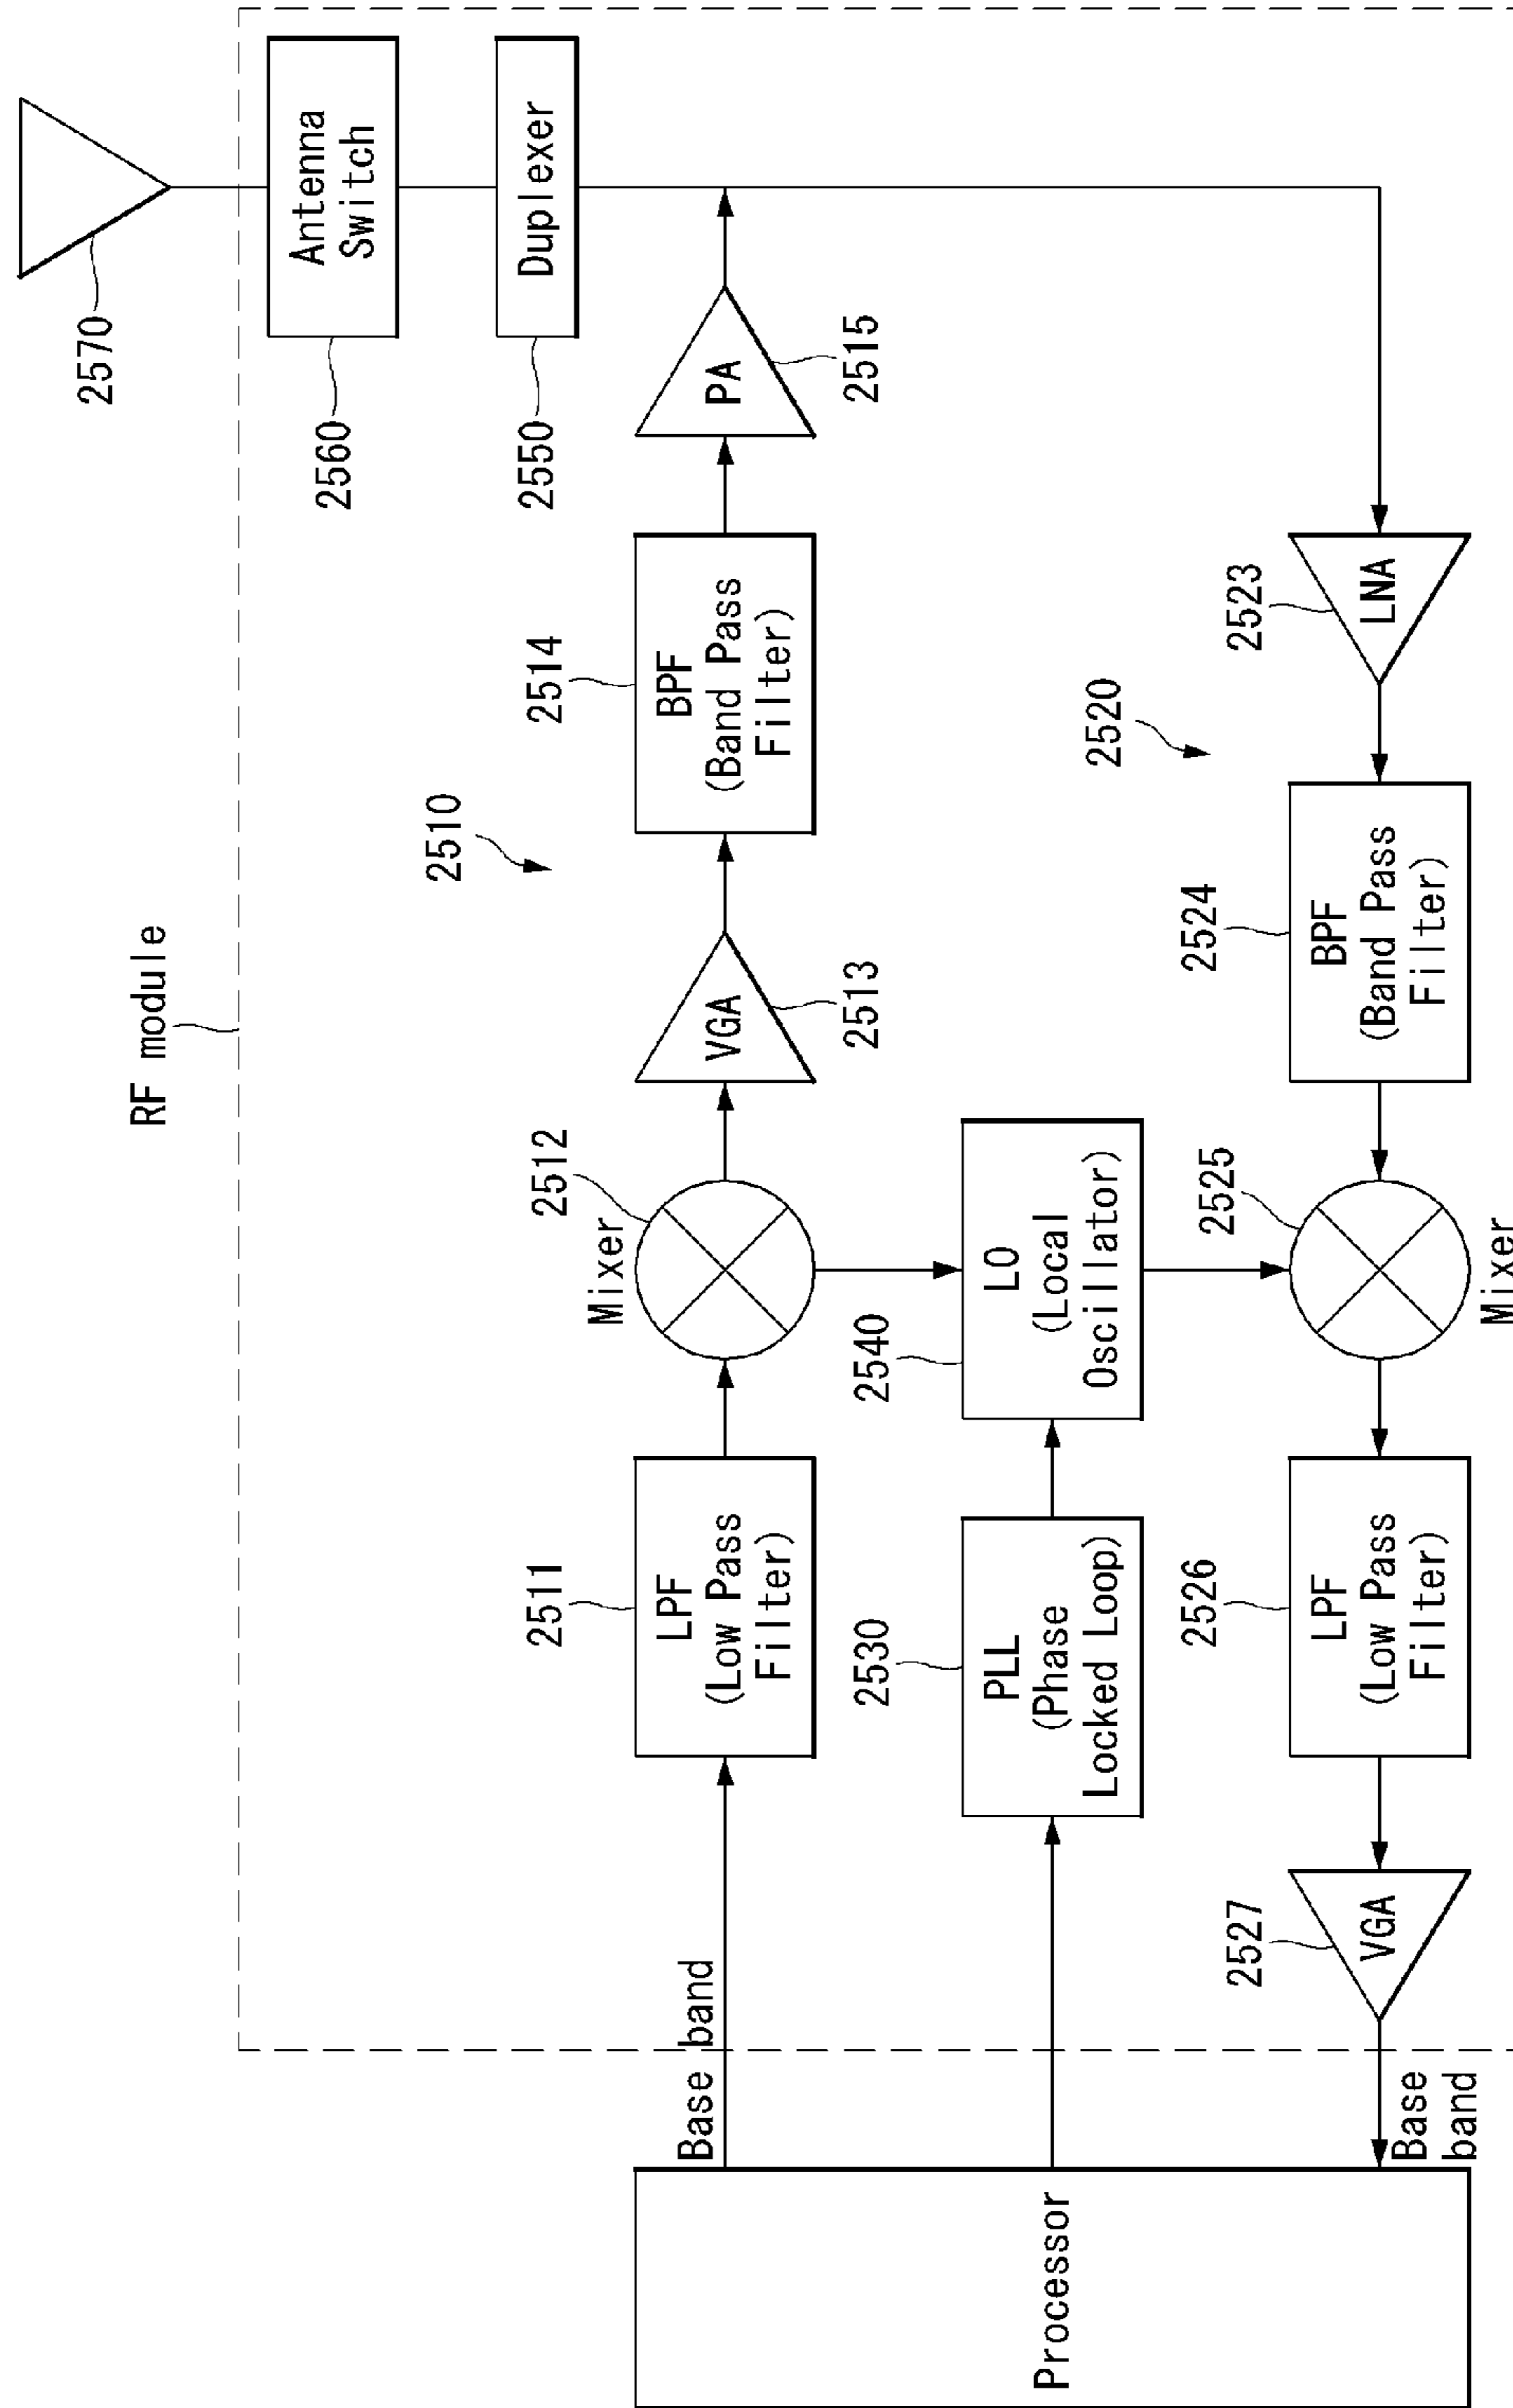 RF module
2570
Antenna
Switch
2560
Duplexer
2550
2510
Base band
LPF
(Low Pass
Filter)
2511
Mixer
2512
VGA
2513
BPF
(Band Pass
Filter)
2514
PA
2515
Processor
PLL
(Phase
Locked Loop)
2530
LO
(Local
Oscillator)
2540
2520
LNA
2523
BPF
(Band Pass
Filter)
2524
Mixer
2525
LPF
(Low Pass
Filter)
2526
VGA
2527
Base
band